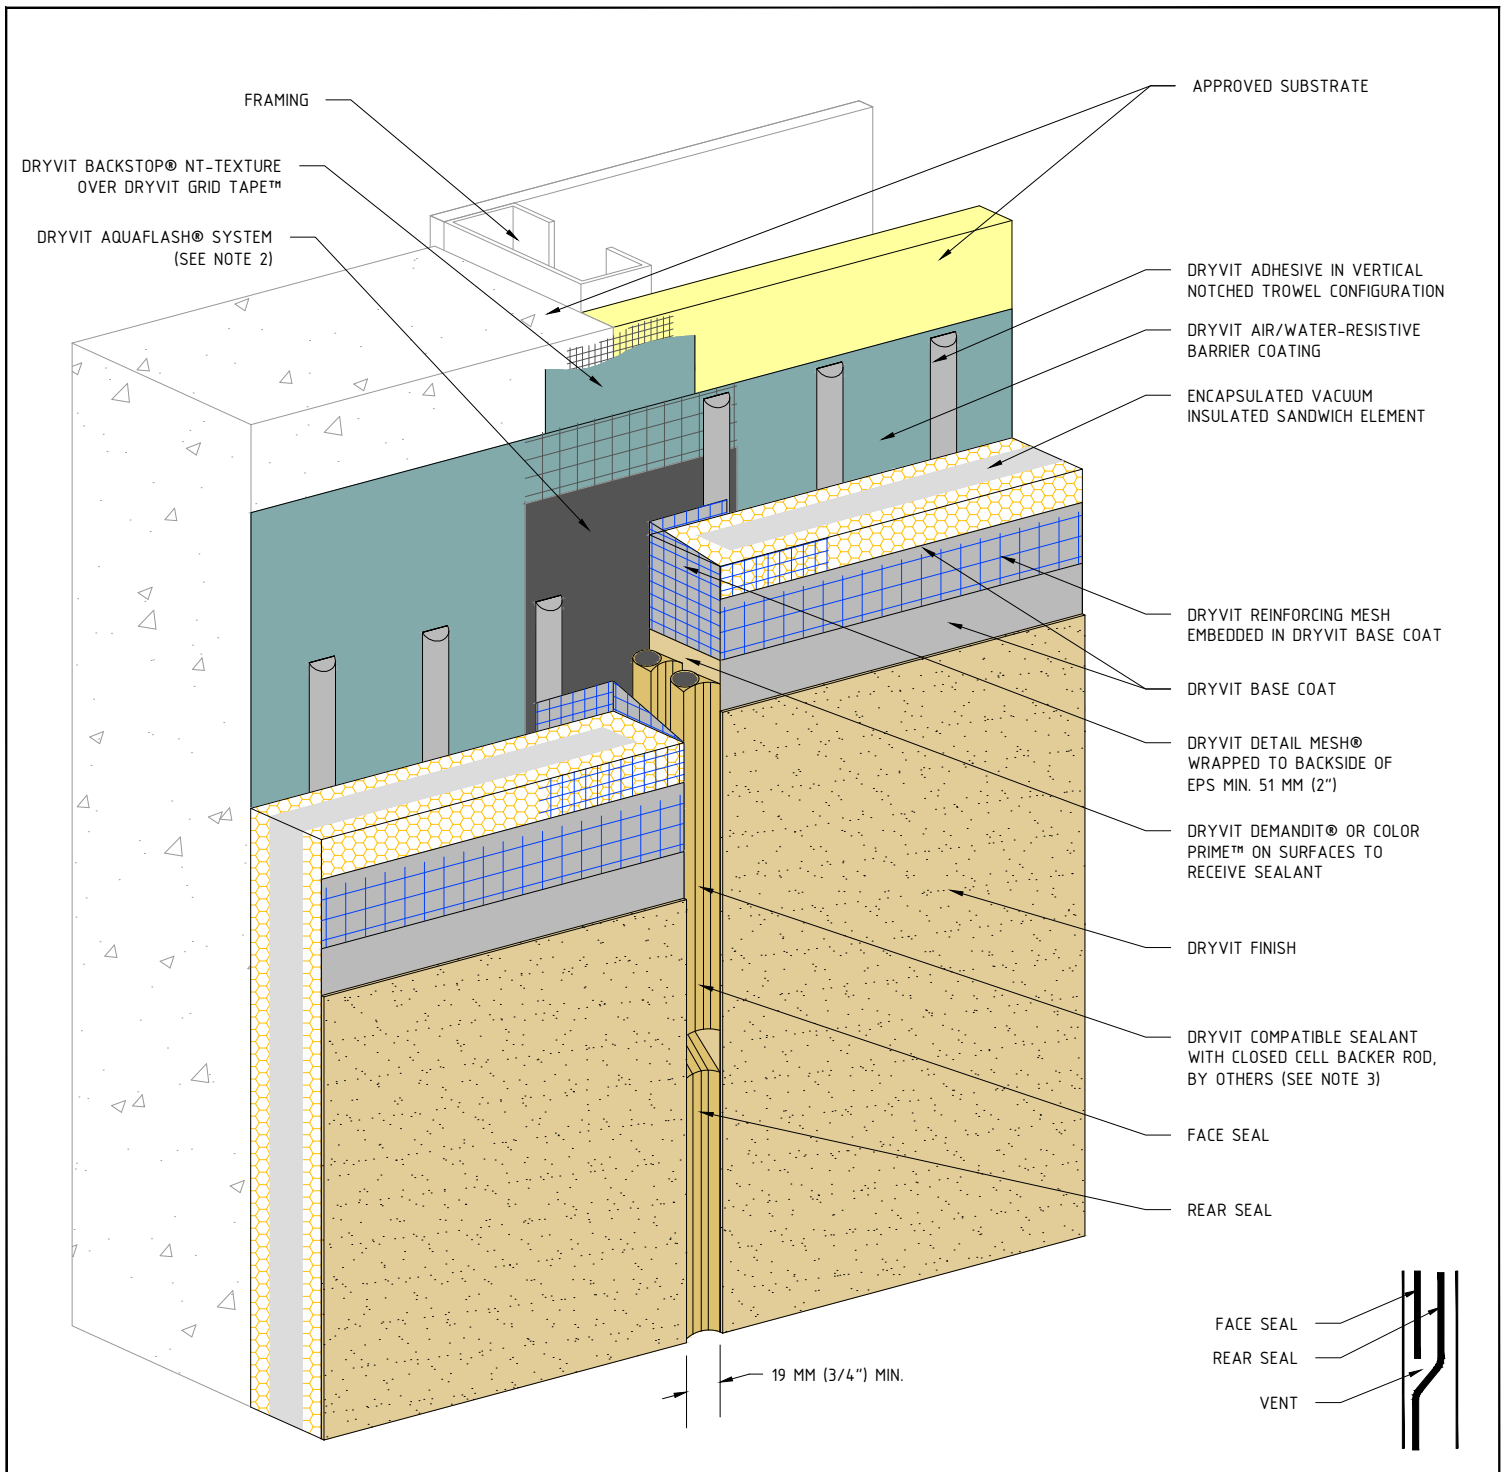 FRAMING
DRYVIT BACKSTOP® NT-TEXTURE
OVER DRYVIT GRID TAPE™
DRYVIT AQUAFLASH® SYSTEM
(SEE NOTE 2)
APPROVED SUBSTRATE
DRYVIT ADHESIVE IN VERTICAL
NOTCHED TROWEL CONFIGURATION
DRYVIT AIR/WATER-RESISTIVE
BARRIER COATING
ENCAPSULATED VACUUM
INSULATED SANDWICH ELEMENT
DRYVIT REINFORCING MESH
EMBEDDED IN DRYVIT BASE COAT
DRYVIT BASE COAT
DRYVIT DETAIL MESH®
WRAPPED TO BACKSIDE OF
EPS MIN. 51 MM (2")
DRYVIT DEMANDIT® OR COLOR
PRIME™ ON SURFACES TO
RECEIVE SEALANT
DRYVIT FINISH
DRYVIT COMPATIBLE SEALANT
WITH CLOSED CELL BACKER ROD,
BY OTHERS (SEE NOTE 3)
FACE SEAL
REAR SEAL
19 MM (3/4") MIN.
FACE SEAL
REAR SEAL
VENT